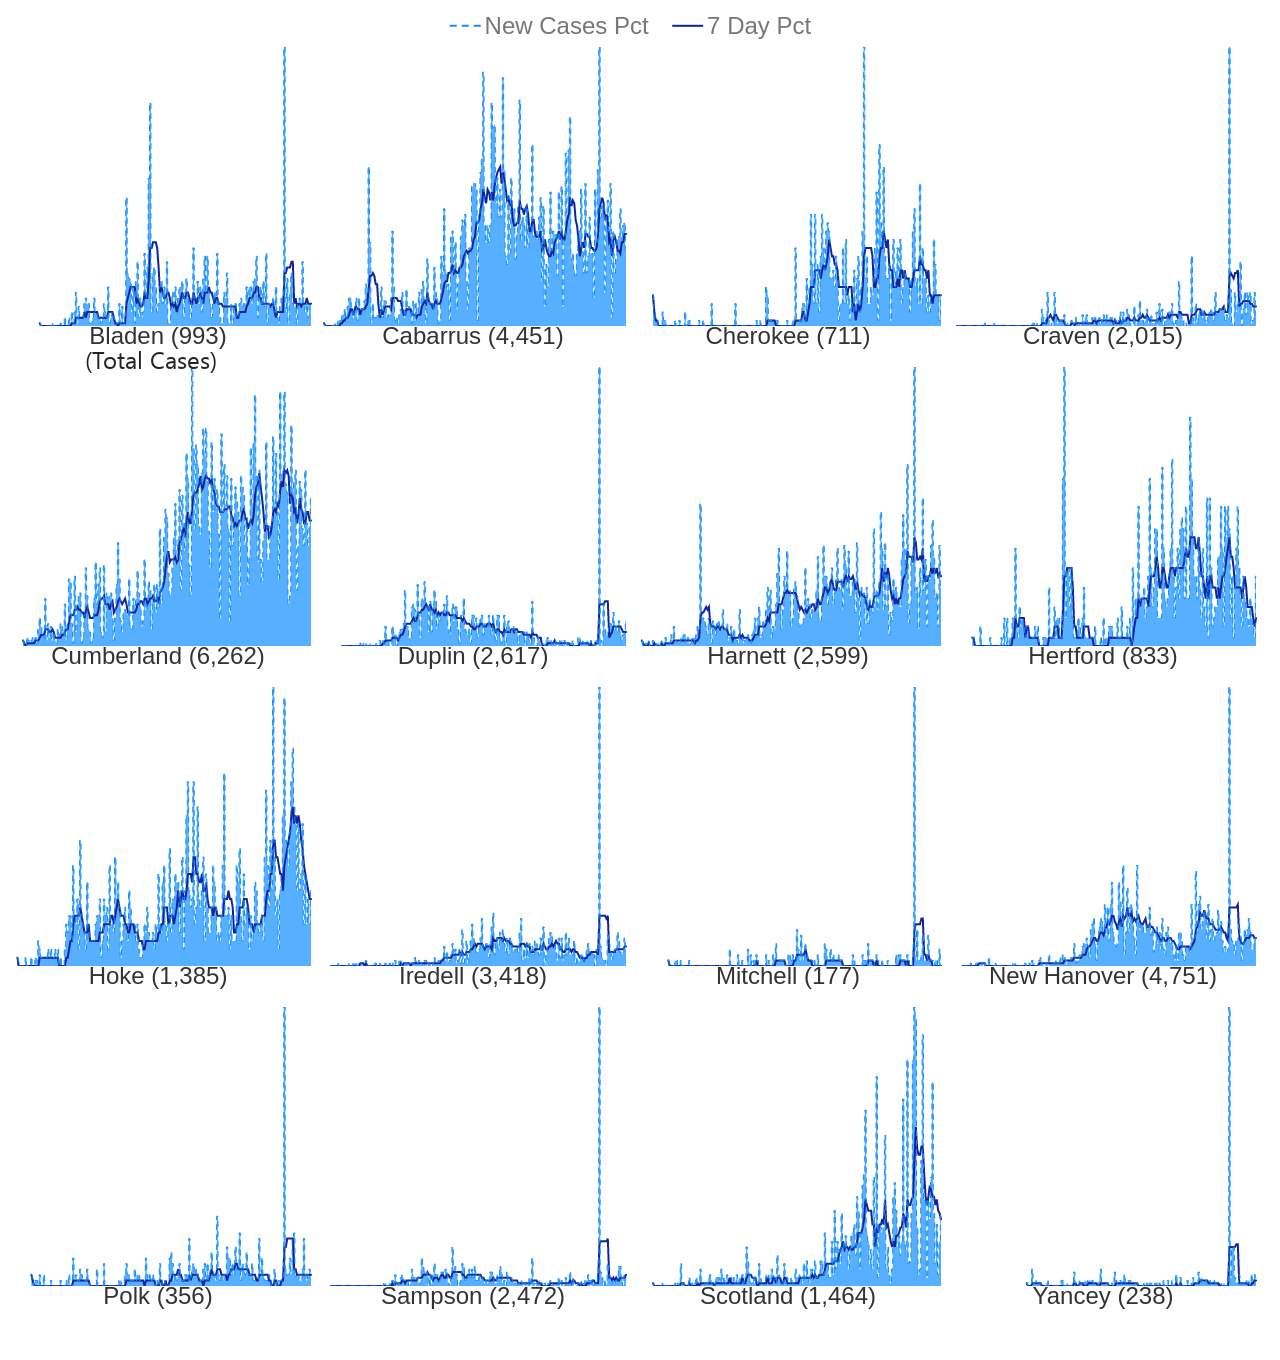 New Cases Pct 7 Day Pct
Bladen (993) Cabarrus (4,451) Cherokee (711) Craven (2,015)
(Total Cases)
Cumberland (6,262) Duplin (2,617) Harnett (2,599) Hertford (833)
Hoke (1,385) Iredell (3,418) Mitchell (177) New Hanover (4,751)
Polk (356) Sampson (2,472) Scotland (1,464) Yancey (238)